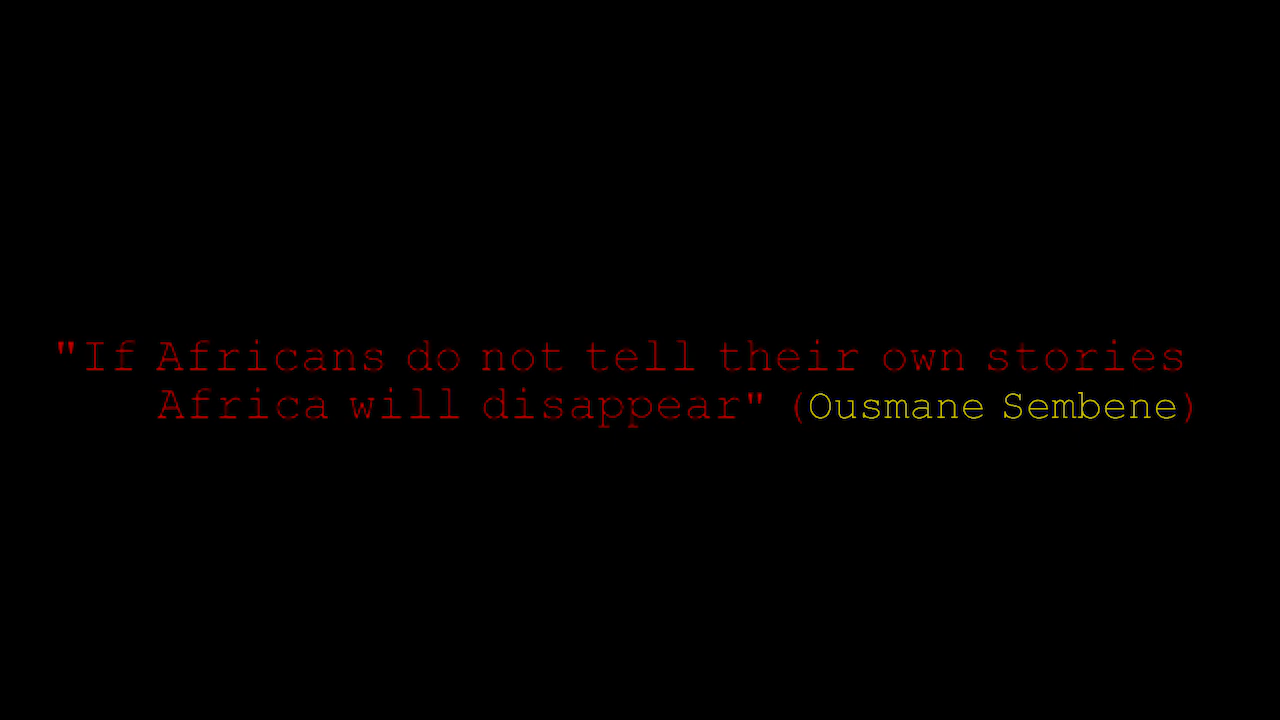 "If Africans do not tell their own stories
Africa will disappear" (Ousmane Sembene)